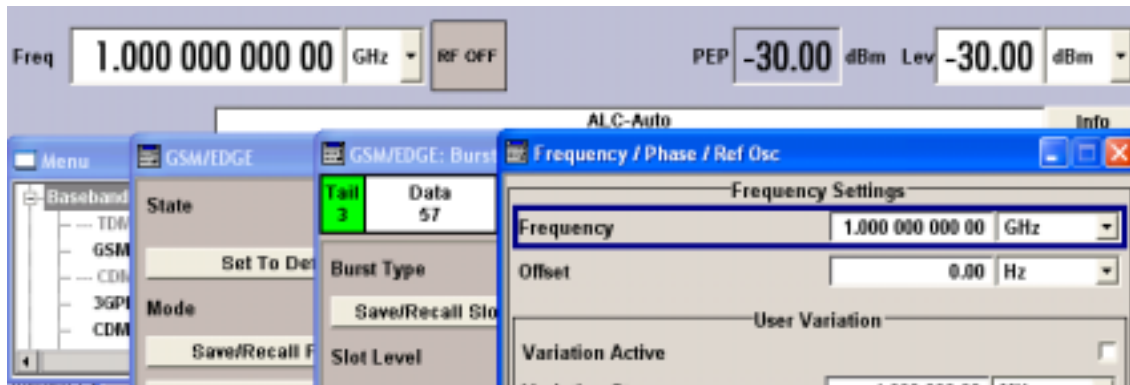 Freq 1.000 000 000 00 GHz RF OFF PEP -30.00 dBm Lev -30.00 dBm
ALC-Auto Info
Menu
Baseband
TDM
GSM
CDM
3GPP
CDM
GSM/EDGE
State
Set To Def
Mode
Save/Recall F
GSM/EDGE: Burst
Tail Data
3 57
Burst Type
Save/Recall Slo
Slot Level
Frequency / Phase / Ref Osc
Frequency Settings
Frequency 1.000 000 000 00 GHz
Offset 0.00 Hz
User Variation
Variation Active